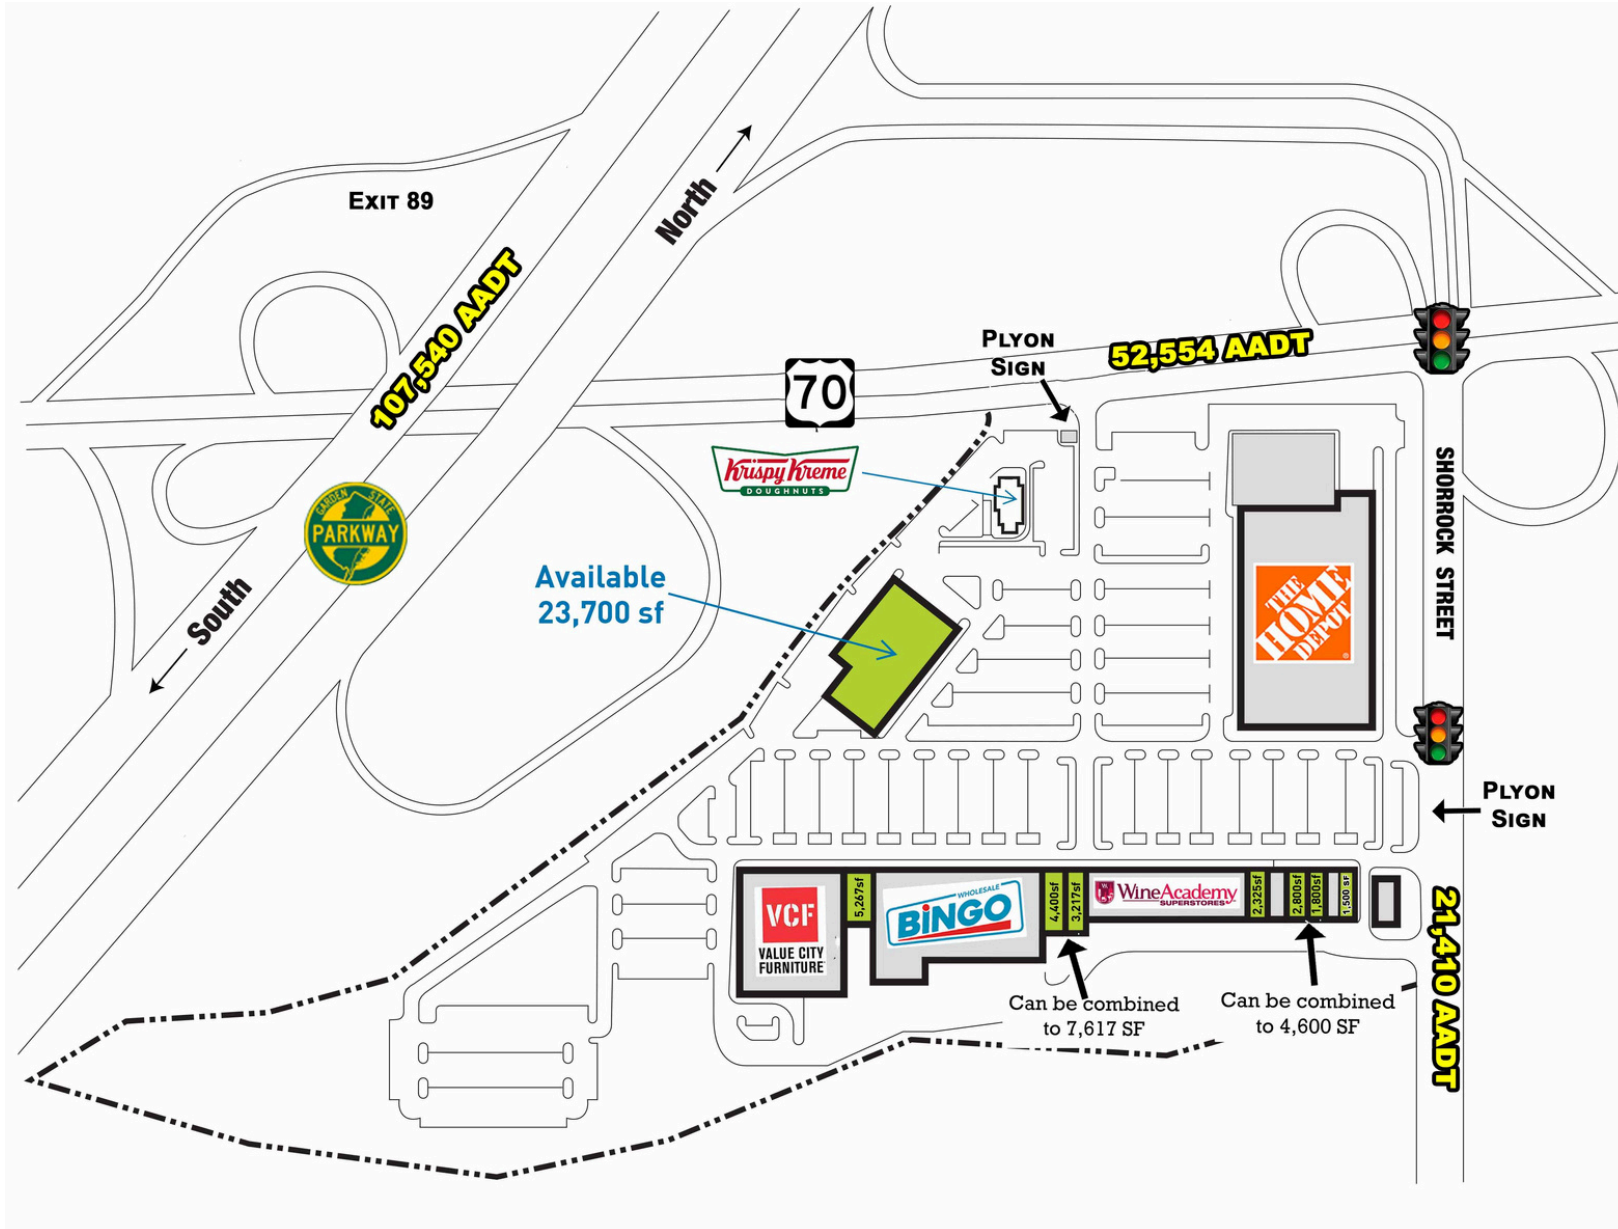 EXIT 89
North
107,540 AADT
PLYON
SIGN
52,554 AADT
70
Krispy Kreme
DOUGHNUTS
GARDEN STATE
PARKWAY
South
Available
23,700 sf
SHORROCK STREET
THE
HOME
DEPOT
PLYON
SIGN
VCF
VALUE CITY
FURNITURE
5,267sf
WHOLESALE
BiNGO
4,400sf
3,217sf
WineAcademy
SUPERSTORES
2,325sf
2,800sf
1,800sf
1,500 SF
21,410 AADT
Can be combined
to 7,617 SF
Can be combined
to 4,600 SF